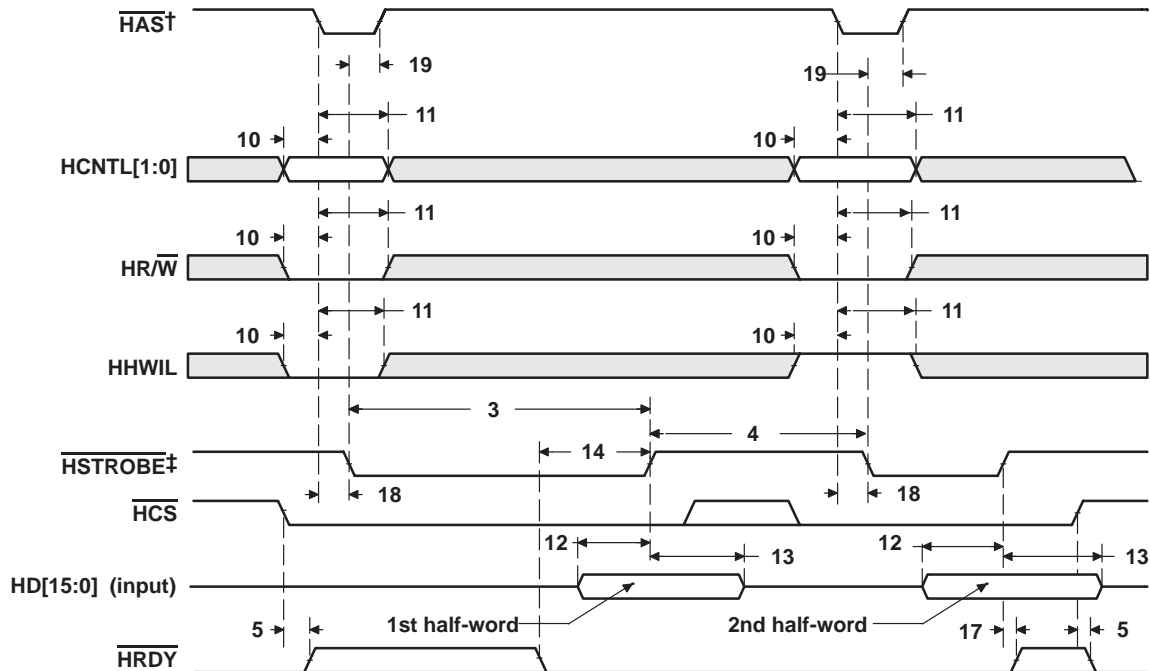 HAS†
19
19
11
11
10
10
HCNTL[1:0]
11
11
10
10
HR/W
11
11
10
10
HHWIL
3
4
14
HSTROBE‡
18
18
HCS
12
12
13
13
HD[15:0] (input)
1st half-word
2nd half-word
5
17
5
HRDY